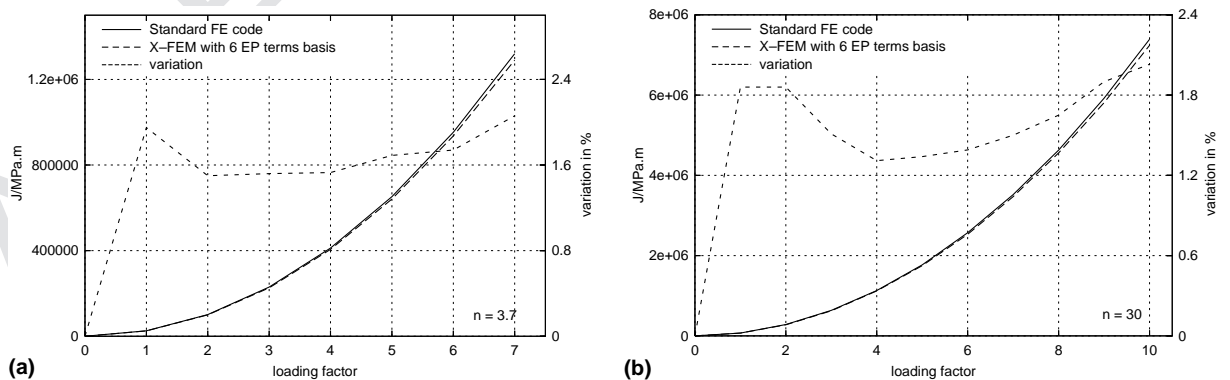 Standard FE code
X–FEM with 6 EP terms basis
variation
1.2e+06
800000
400000
0
J/MPa.m
2.4
1.6
0.8
0
variation in %
n = 3.7
0 1 2 3 4 5 6 7
loading factor
(a)
Standard FE code
X–FEM with 6 EP terms basis
variation
8e+06
6e+06
4e+06
2e+06
0
J/MPa.m
2.4
1.8
1.2
0.6
0
variation in %
n = 30
0 2 4 6 8 10
loading factor
(b)